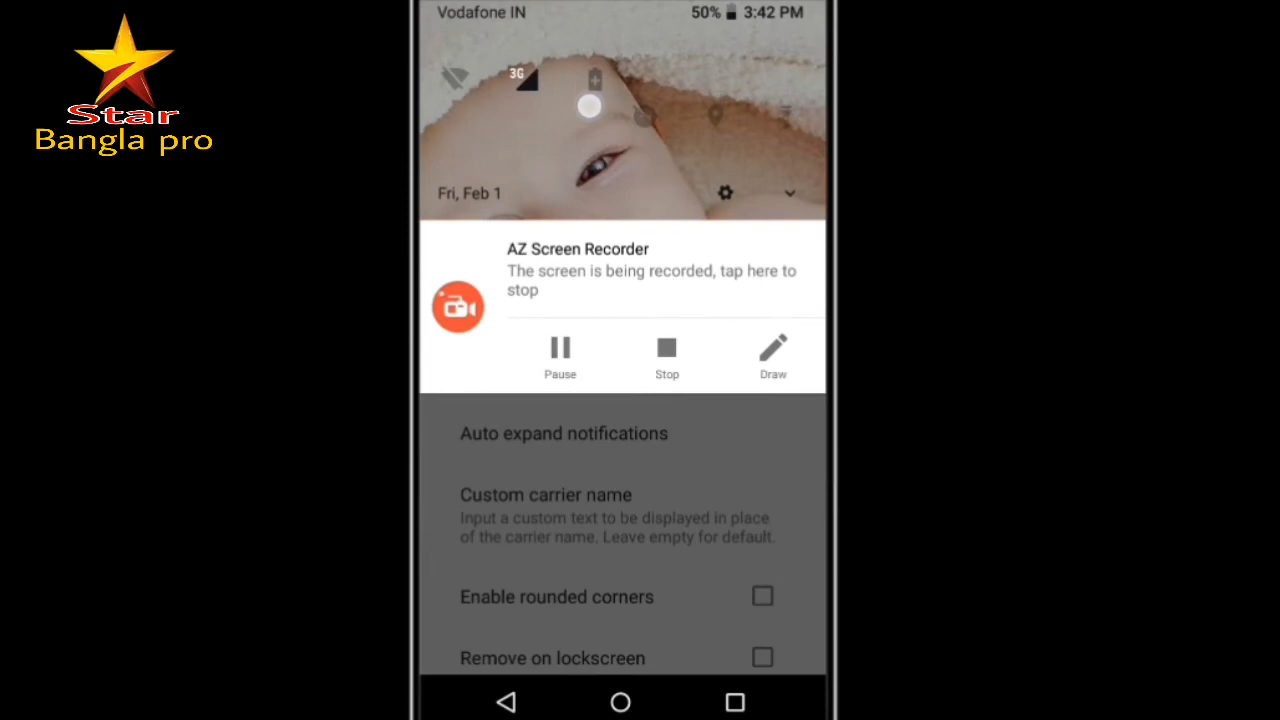 Vodafone IN
50% 3:42 PM
Star
Bangla pro
3G
Fri, Feb 1
AZ Screen Recorder
The screen is being recorded, tap here to
stop
Pause
Stop
Draw
Auto expand notifications
Custom carrier name
Input a custom text to be displayed in place
of the carrier name. Leave empty for default.
Enable rounded corners
Remove on lockscreen